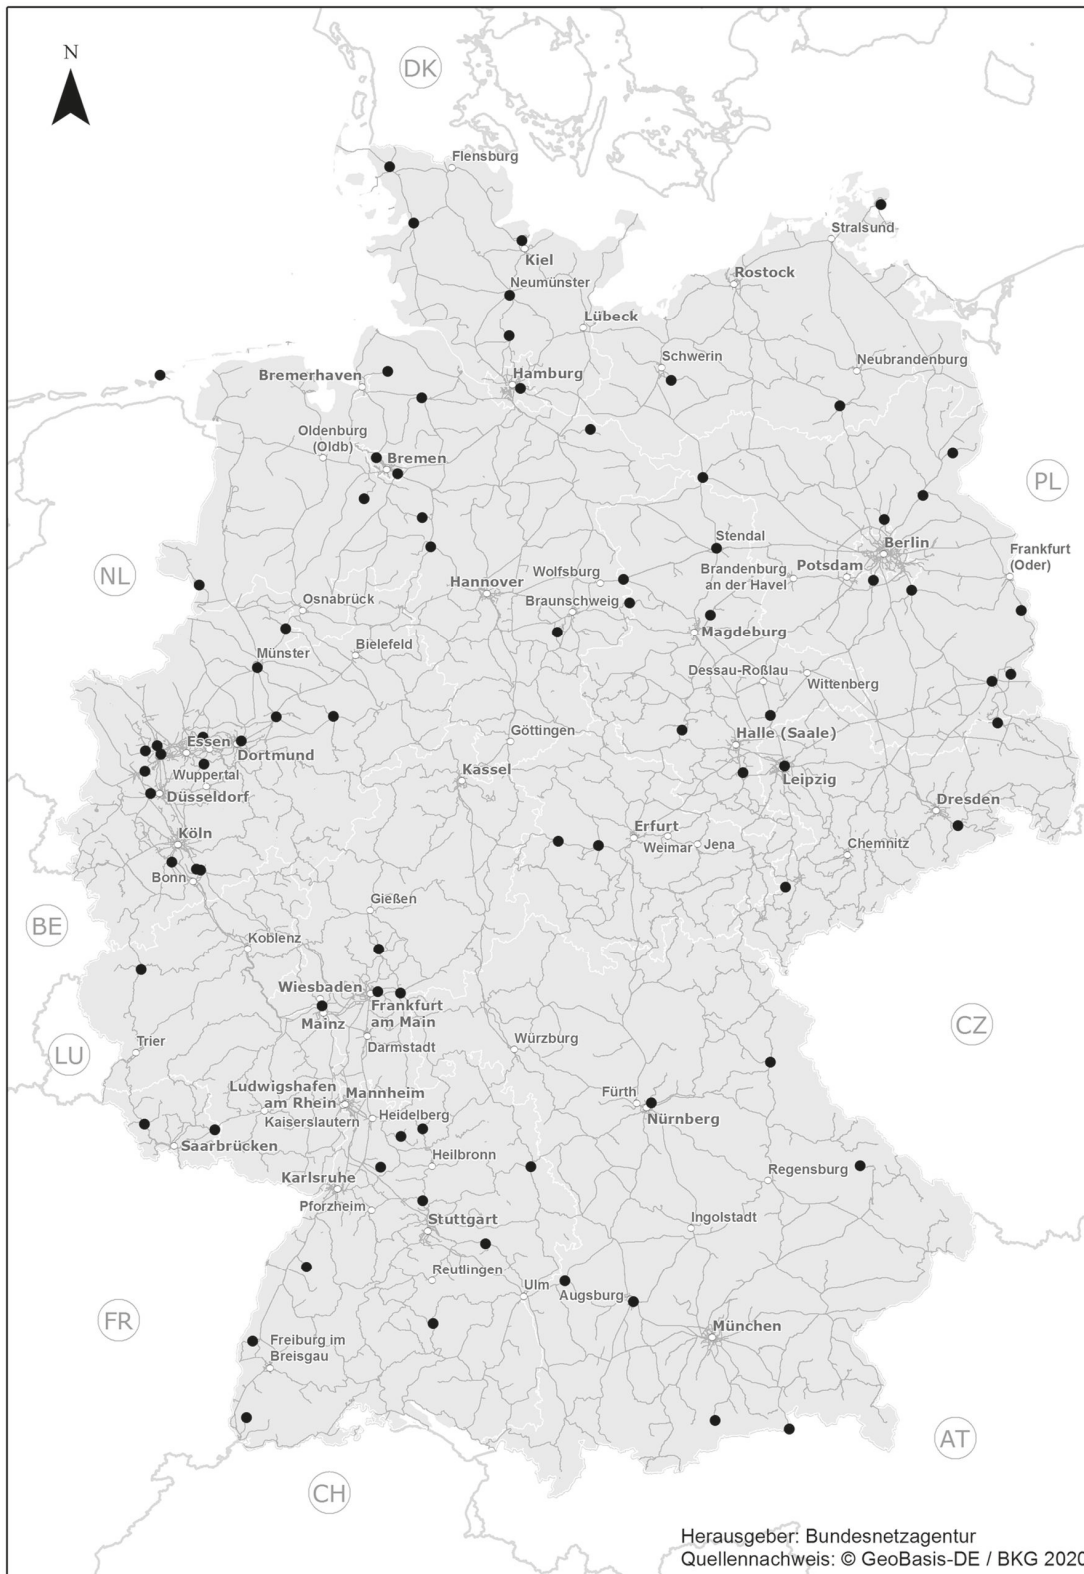 N
DK
Flensburg
Stralsund
Kiel
Rostock
Neumünster
Lübeck
Schwerin
Neubrandenburg
Bremerhaven
Hamburg
Oldenburg
(Oldb)
Bremen
PL
Stendal
Berlin
Frankfurt
(Oder)
NL
Hannover
Wolfsburg
Brandenburg
an der Havel
Potsdam
Osnabrück
Braunschweig
Magdeburg
Münster
Bielefeld
Dessau-Roßlau
Wittenberg
Essen
Dortmund
Göttingen
Halle (Saale)
Wuppertal
Kassel
Leipzig
Düsseldorf
Dresden
Köln
Erfurt
Weimar
Jena
Chemnitz
Bonn
Gießen
BE
Koblenz
Wiesbaden
Frankfurt
am Main
Mainz
CZ
Trier
LU
Darmstadt
Würzburg
Ludwigshafen
am Rhein
Mannheim
Fürth
Nürnberg
Kaiserslautern
Heidelberg
Saarbrücken
Heilbronn
Regensburg
Karlsruhe
Pforzheim
Stuttgart
Ingolstadt
Reutlingen
Ulm
Augsburg
FR
München
Freiburg im
Breisgau
AT
CH
Herausgeber: Bundesnetzagentur
Quellennachweis: © GeoBasis-DE / BKG 2020